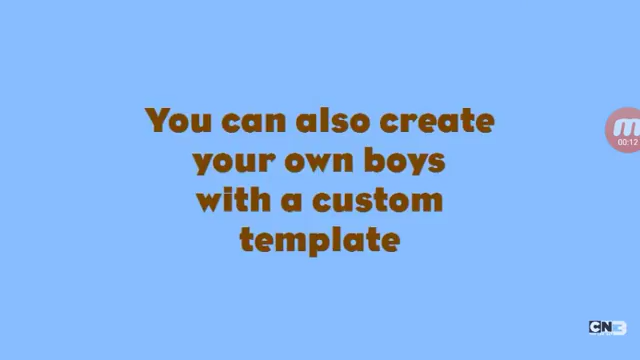 You can also create
your own boys
with a custom
template
00:12
CN3